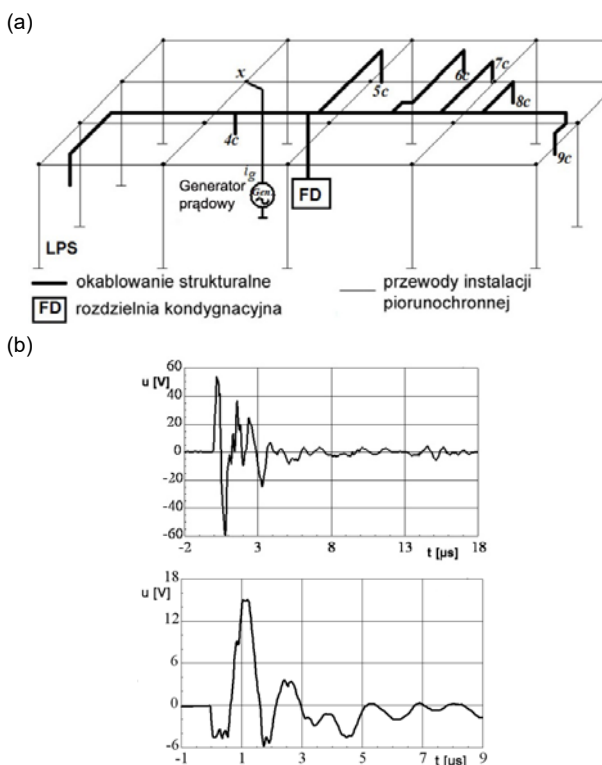 (a)
x
5c
6c
7c
8c
4c
9c
i_g
Generator
prądowy
Gen.
FD
LPS
okablowanie strukturalne
przewody instalacji
piorunochronnej
FD rozdzielnia kondygnacyjna
(b)
u [V]
60
40
20
0
-20
-40
-60
-2 3 8 13 18
t [µs]
u [V]
18
12
6
0
-6
-1 1 3 5 7 9
t [µs]